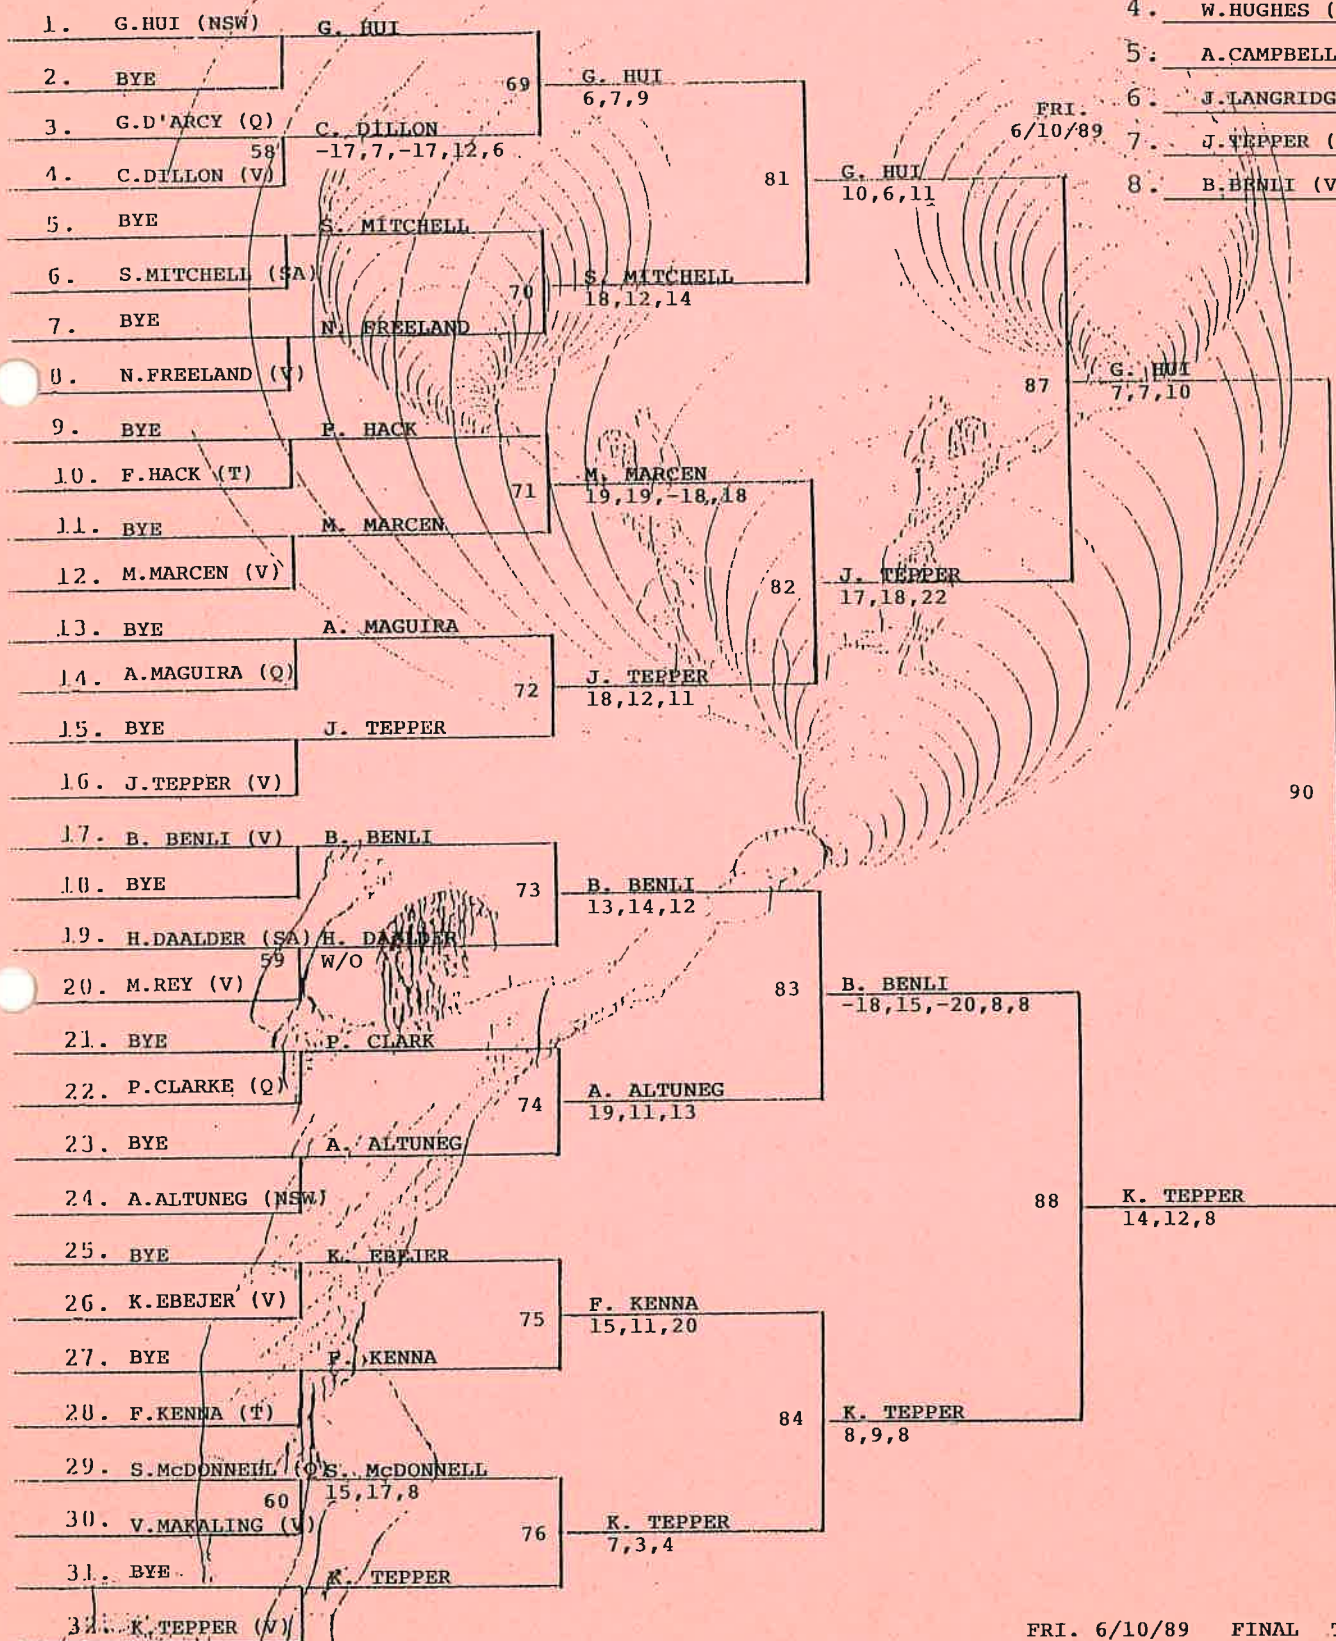 1. G.HUI (NSW)
2. BYE
3. G.D'ARCY (Q)
58
4. C.DILLON (V)
5. BYE
6. S.MITCHELL (SA)
7. BYE
8. N.FREELAND (V)
9. BYE
10. F.HACK (T)
11. BYE
12. M.MARCEN (V)
13. BYE
14. A.MAGUIRA (Q)
15. BYE
16. J.TEPPER (V)
17. B. BENLI (V)
18. BYE
19. H.DAALDER (SA)
59
20. M.REY (V)
21. BYE
22. P.CLARKE (Q)
23. BYE
24. A.ALTUNEG (NSW)
25. BYE
26. K.EBEJER (V)
27. BYE
28. F.KENNA (T)
29. S.McDONNELL (Q)
60
30. V.MAKALING (V)
31. BYE
32. K.TEPPER (V)
G. HUI
69
C. DILLON
-17,7,-17,12,6
S. MITCHELL
70
N. FREELAND
F. HACK
71
M. MARCEN
A. MAGUIRA
72
J. TEPPER
B. BENLI
73
H. DAALDER
W/O
P. CLARK
74
A. ALTUNEG
K. EBEJER
75
F. KENNA
S. McDONNELL
15,17,8
76
K. TEPPER
G. HUI
6,7,9
81
S. MITCHELL
18,12,14
M. MARCEN
19,19,-18,18
82
J. TEPPER
18,12,11
B. BENLI
13,14,12
83
A. ALTUNEG
19,11,13
F. KENNA
15,11,20
84
K. TEPPER
7,3,4
FRI.
6/10/89
G. HUI
10,6,11
87
J. TEPPER
17,18,22
B. BENLI
-18,15,-20,8,8
88
K. TEPPER
8,9,8
G. HUI
7,7,10
90
K. TEPPER
14,12,8
4. W.HUGHES (
5. A.CAMPBELL
6. J.LANGRIDG
7. J.TEPPER (
8. B.BENLI (V
FRI. 6/10/89 FINAL